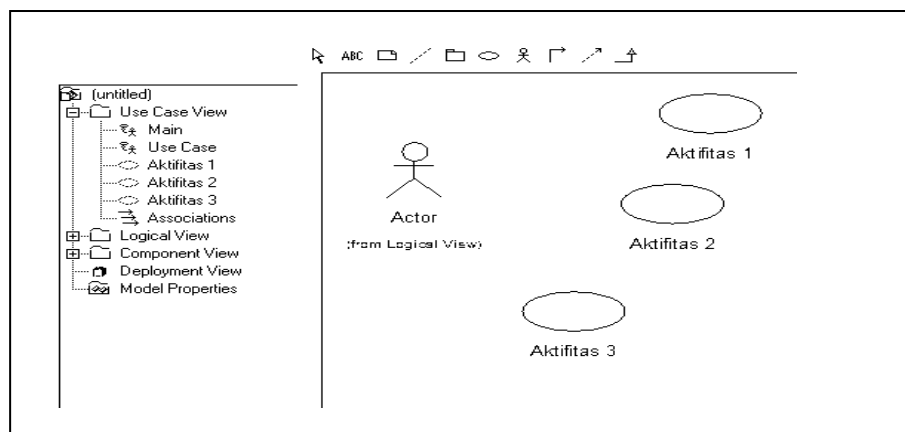 ABC
(untitled)
Use Case View
Main
Use Case
Aktifitas 1
Aktifitas 2
Aktifitas 3
Associations
Logical View
Component View
Deployment View
Model Properties
Aktifitas 1
Actor
(from Logical View)
Aktifitas 2
Aktifitas 3